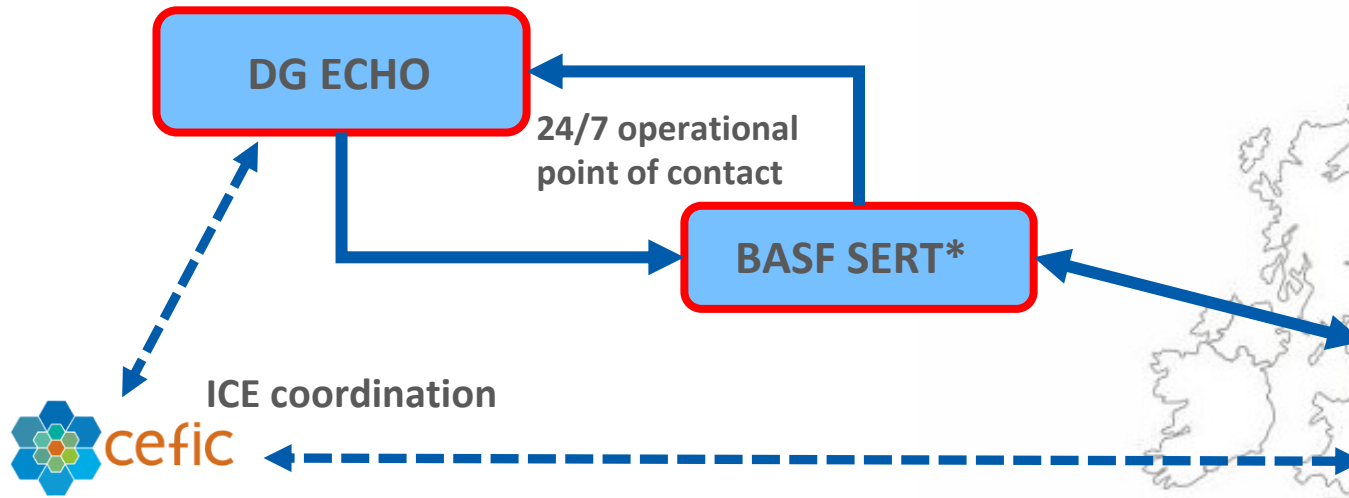 DG ECHO
24/7 operational
point of contact
BASF SERT*
ICE coordination
cefic